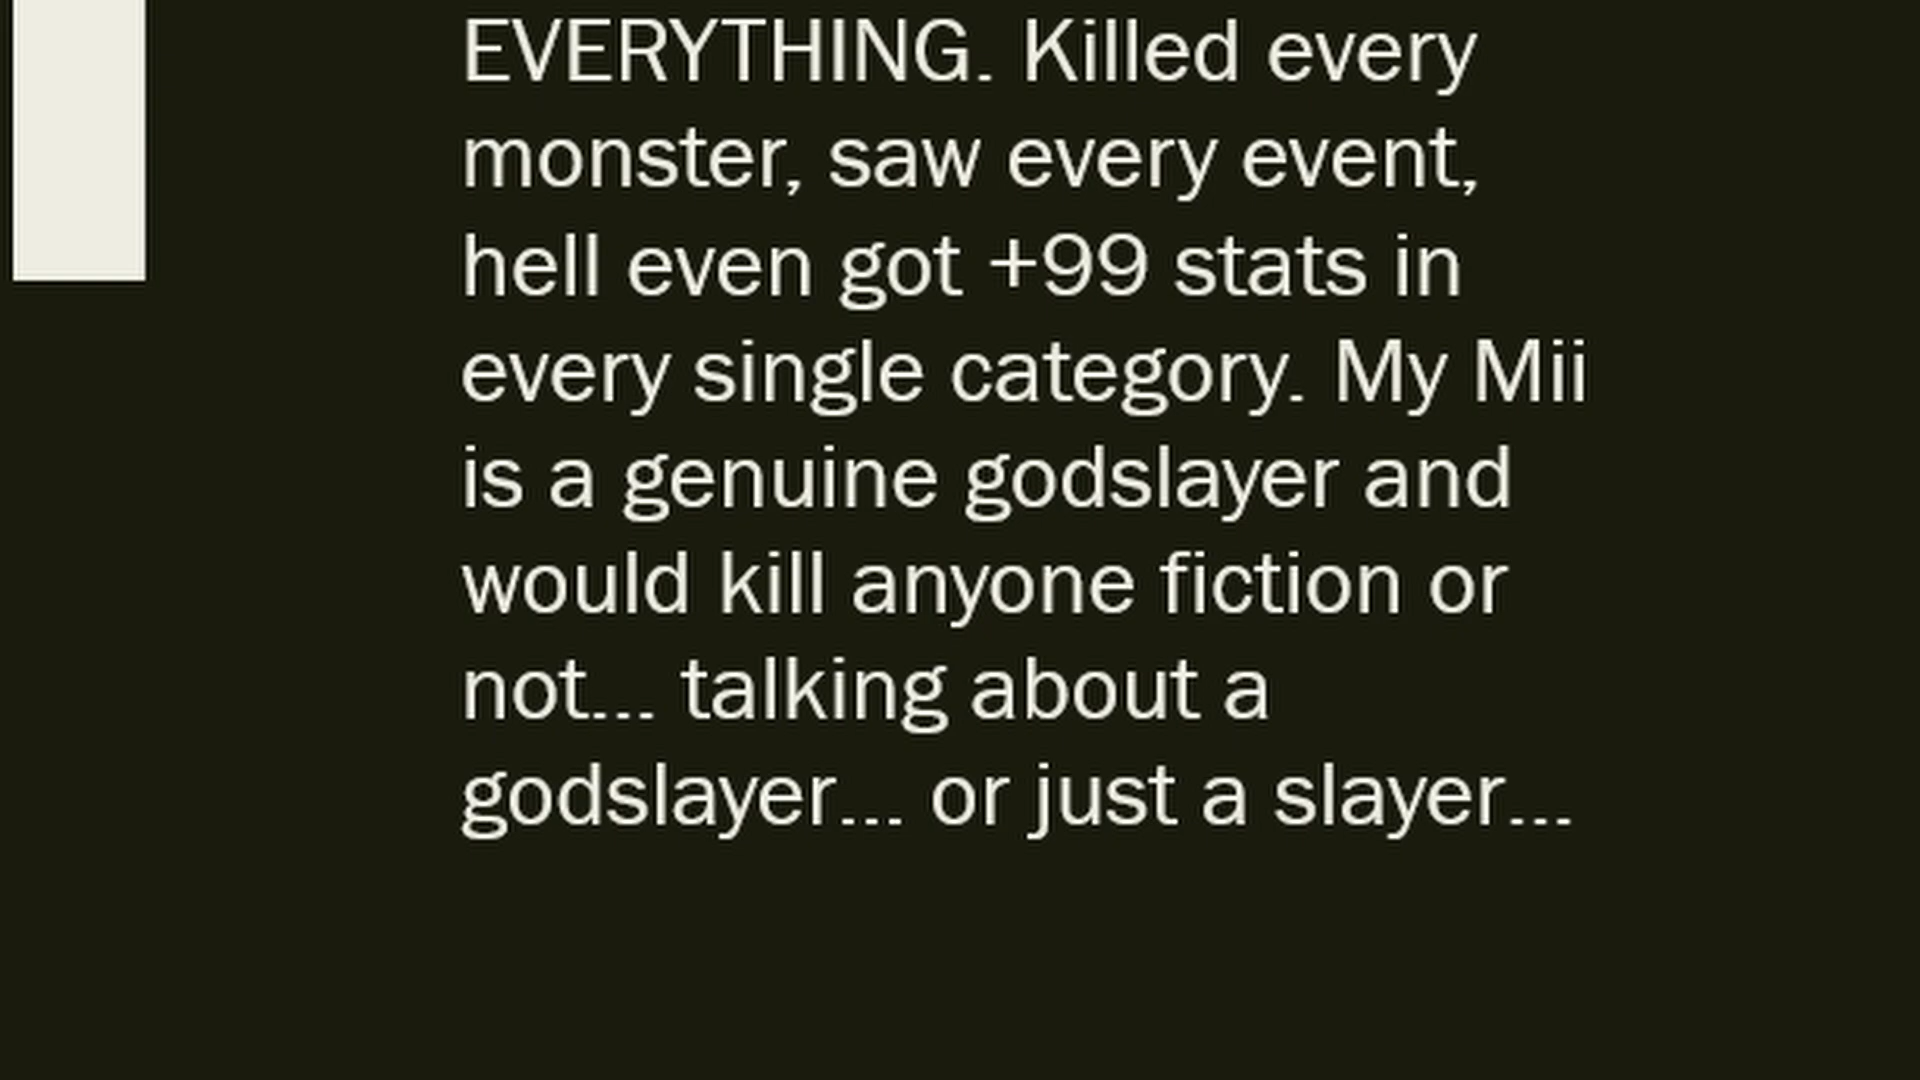 EVERYTHING. Killed every
monster, saw every event,
hell even got +99 stats in
every single category. My Mii
is a genuine godslayer and
would kill anyone fiction or
not... talking about a
godslayer... or just a slayer...